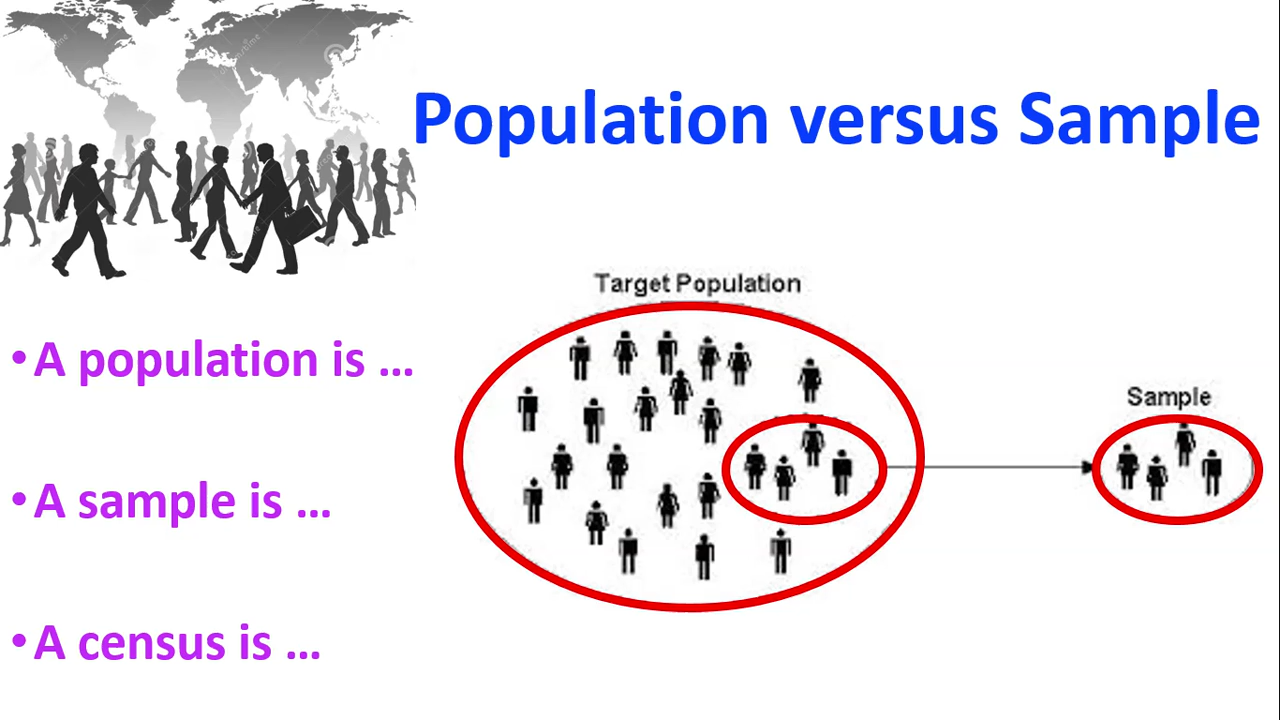 Population versus Sample
Target Population
• A population is ...
Sample
• A sample is ...
• A census is ...